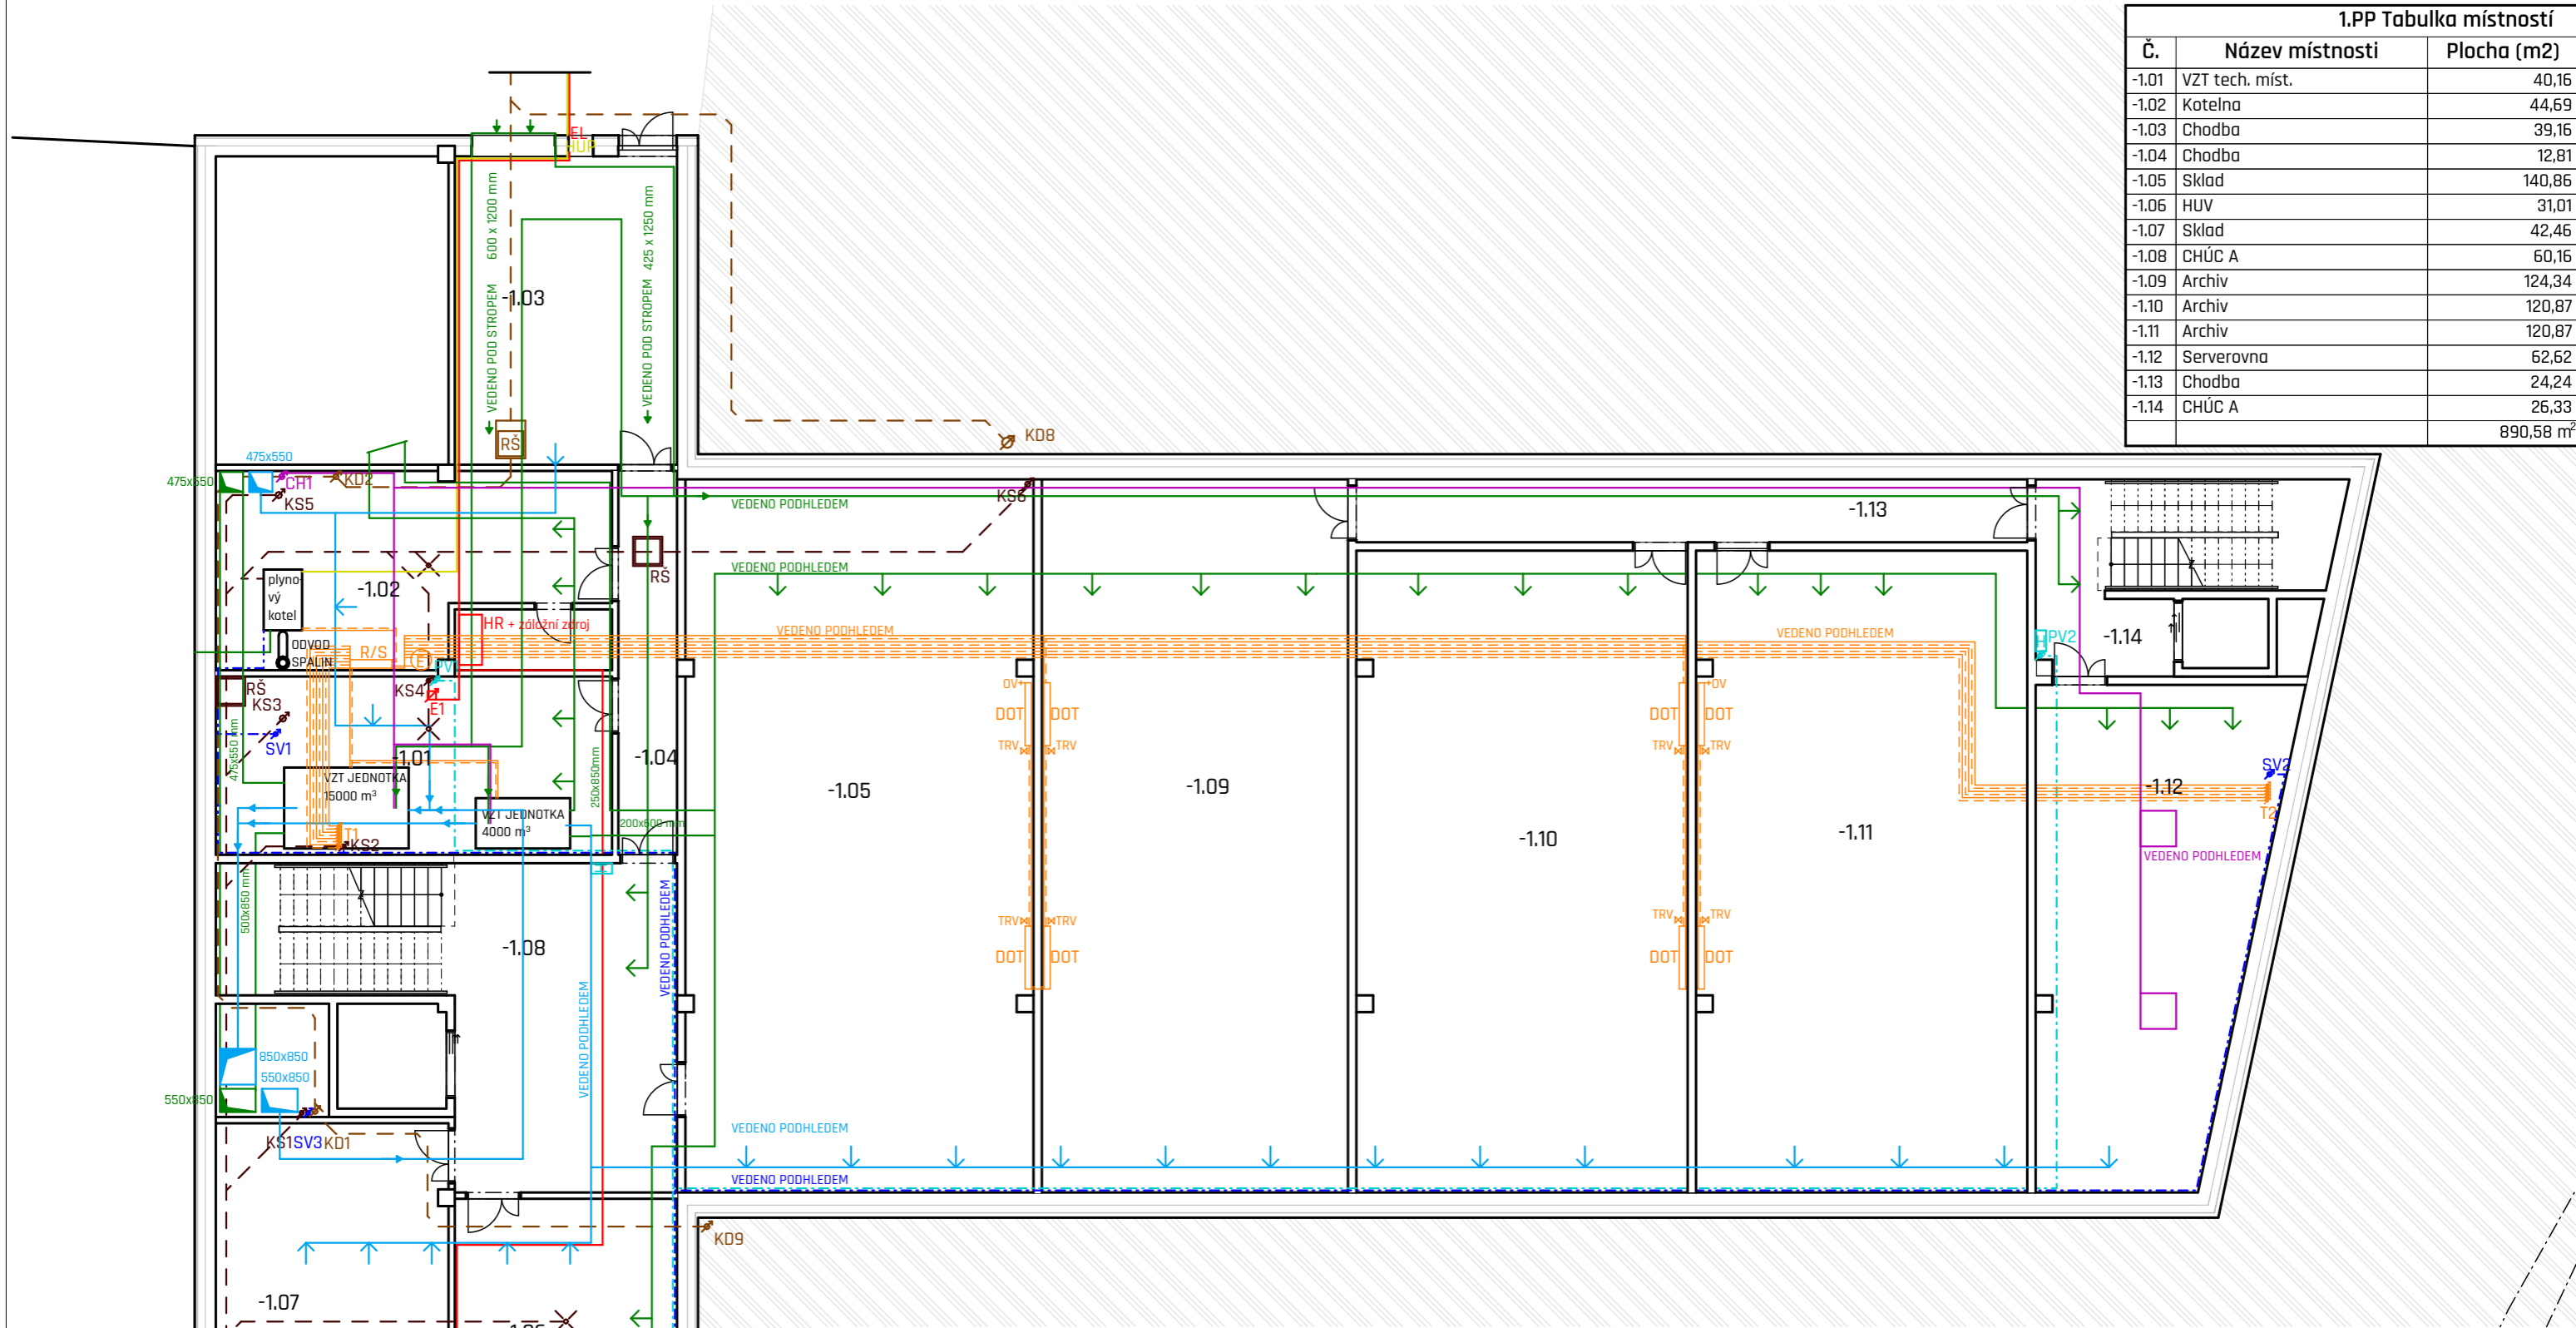 1.PP Tabulka místností
Č. Název místnosti Plocha (m2)
-1.01 VZT tech. míst. 40,16
-1.02 Kotelna 44,69
-1.03 Chodba 39,16
-1.04 Chodba 12,81
-1.05 Sklad 140,86
-1.06 HUV 31,01
-1.07 Sklad 42,46
-1.08 CHÚC A 60,16
-1.09 Archiv 124,34
-1.10 Archiv 120,87
-1.11 Archiv 120,87
-1.12 Serverovna 62,62
-1.13 Chodba 24,24
-1.14 CHÚC A 26,33
890,58 m²
EL
HUP
VEDENO POD STROPEM 600 x 1200 mm
VEDENO POD STROPEM 425 x 1250 mm
-1.03
RŠ
KD8
475x550
475x550
CH1
KD2
KS5
KS6
VEDENO PODHLEDEM
-1.13
RŠ
VEDENO PODHLEDEM
plyno-
vý
kotel
-1.02
HR + záložní zdroj
VEDENO PODHLEDEM
VEDENO PODHLEDEM
PV2
-1.14
ODVOD
SPALIN
R/S
E
PV1
RŠ
KS3
KS4
E1
OV
OV
DOT
DOT
DOT
DOT
SV1
475x550 mm
TRV
TRV
TRV
TRV
-1.01
-1.04
VZT JEDNOTKA
15000 m³
250x850mm
-1.05
-1.09
SV2
-1.12
T2
VZT JEDNOTKA
4000 m³
200x600 mm
T1
KS2
-1.10
-1.11
VEDENO PODHLEDEM
500x850 mm
VEDENO PODHLEDEM
-1.08
TRV
TRV
TRV
TRV
DOT
DOT
DOT
DOT
VEDENO PODHLEDEM
850x850
550x850
550x850
KS1
SV3
KD1
VEDENO PODHLEDEM
VEDENO PODHLEDEM
KD9
-1.07